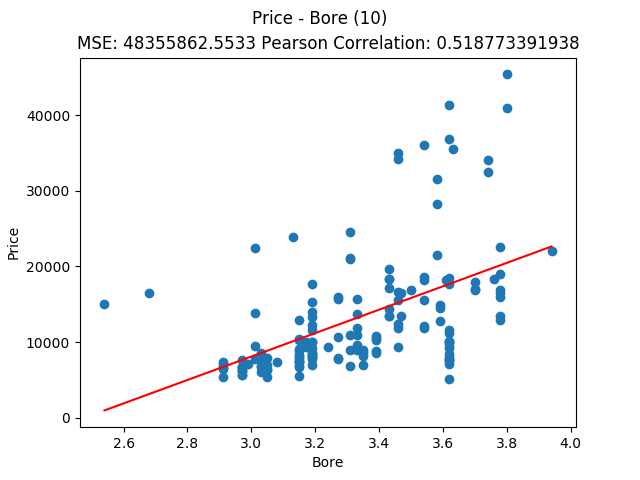 Price - Bore (10)
MSE: 48355862.5533 Pearson Correlation: 0.518773391938
40000
30000
20000
10000
0
Price
2.6 2.8 3.0 3.2 3.4 3.6 3.8 4.0
Bore